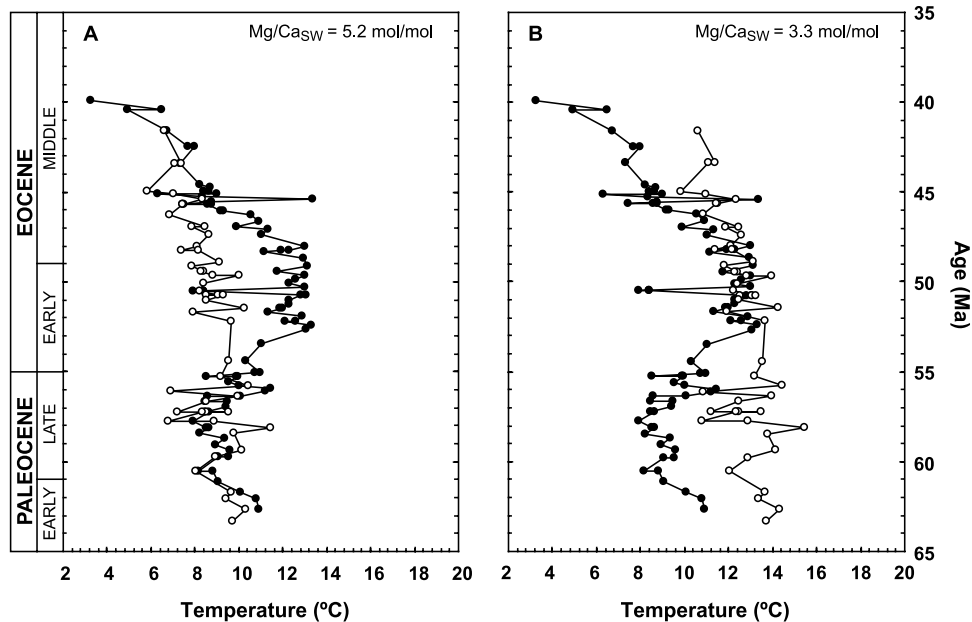 A
Mg/CaSW = 5.2 mol/mol
B
Mg/CaSW = 3.3 mol/mol
EOCENE
MIDDLE
EARLY
PALEOCENE
LATE
EARLY
35
40
45
50
55
60
65
Age (Ma)
2 4 6 8 10 12 14 16 18 20
2 4 6 8 10 12 14 16 18 20
Temperature (ºC)
Temperature (ºC)